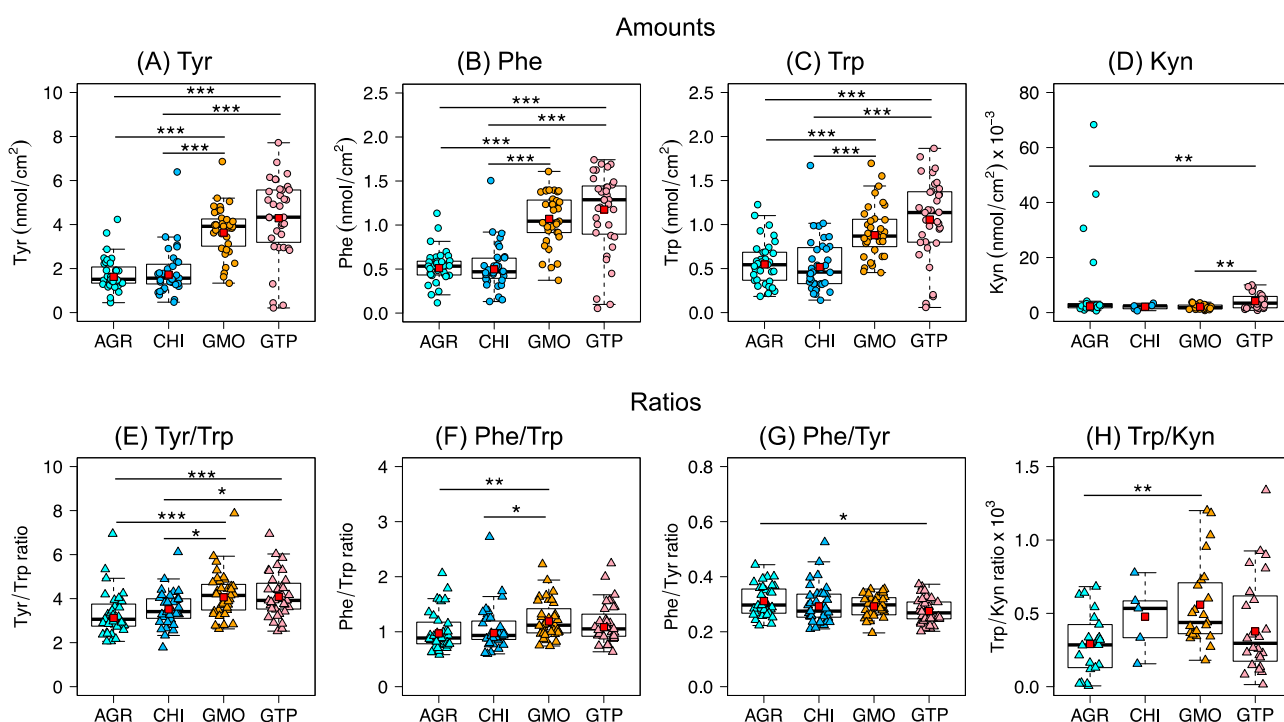 Amounts
(A) Tyr
(B) Phe
(C) Trp
(D) Kyn
10
8
6
4
2
0
Tyr (nmol/cm²)
***
***
***
***
AGR CHI GMO GTP
2.5
2.0
1.5
1.0
0.5
0.0
Phe (nmol/cm²)
***
***
***
***
AGR CHI GMO GTP
2.5
2.0
1.5
1.0
0.5
0.0
Trp (nmol/cm²)
***
***
***
***
AGR CHI GMO GTP
80
60
40
20
0
Kyn (nmol/cm²) x 10⁻³
**
**
AGR CHI GMO GTP
Ratios
(E) Tyr/Trp
(F) Phe/Trp
(G) Phe/Tyr
(H) Trp/Kyn
10
8
6
4
2
0
Tyr/Trp ratio
***
*
***
*
AGR CHI GMO GTP
4
3
2
1
0
Phe/Trp ratio
**
*
AGR CHI GMO GTP
0.8
0.6
0.4
0.2
0.0
Phe/Tyr ratio
*
AGR CHI GMO GTP
1.5
1.0
0.5
0.0
Trp/Kyn ratio x 10³
**
AGR CHI GMO GTP